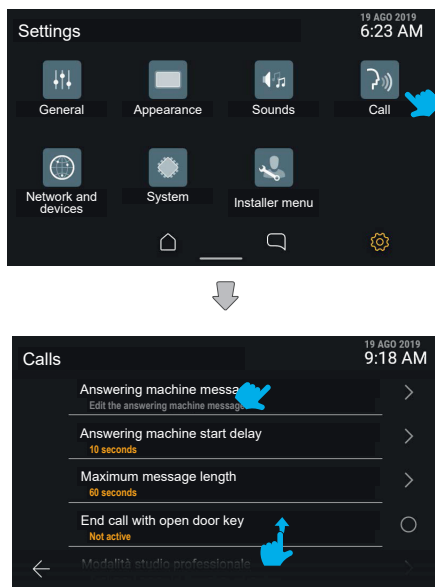 19 AGO 2019
Settings
6:23 AM
General
Appearance
Sounds
Call
Network and
devices
System
Installer menu
19 AGO 2019
Calls
9:18 AM
Answering machine messa
Edit the answering machine message
Answering machine start delay
10 seconds
Maximum message length
60 seconds
End call with open door key
Not active
Modalità studio professionale